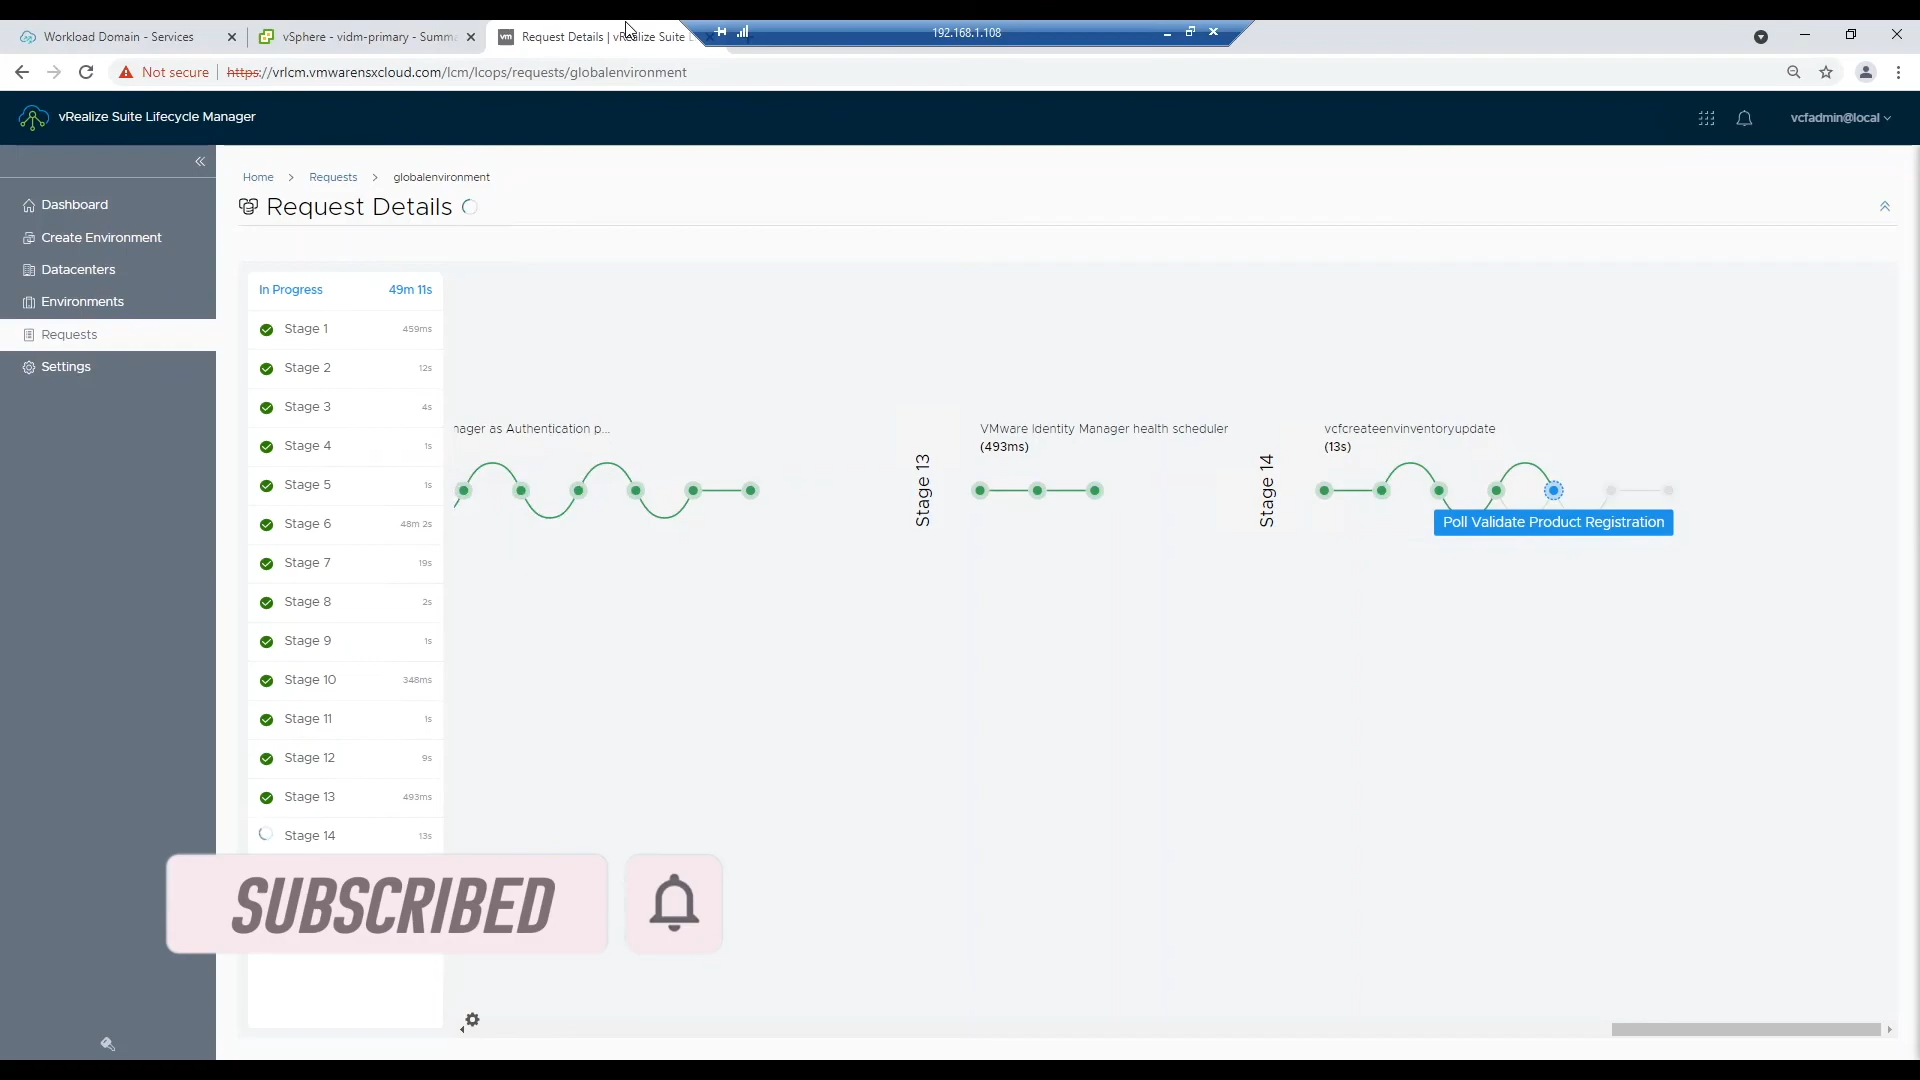 Workload Domain - Services
vSphere - vidm-primary - Summa
Request Details | vRealize Suite L
192.168.1.108
Not secure
https://vrlcm.vmwarensxcloud.com/lcm/lcops/requests/globalenvironment
vRealize Suite Lifecycle Manager
vcfadmin@local
Dashboard
Create Environment
Datacenters
Environments
Requests
Settings
Home > Requests > globalenvironment
Request Details
In Progress 49m 11s
Stage 1 459ms
Stage 2 12s
Stage 3 4s
Stage 4 1s
Stage 5 1s
Stage 6 48m 2s
Stage 7 19s
Stage 8 2s
Stage 9 1s
Stage 10 348ms
Stage 11 1s
Stage 12 9s
Stage 13 493ms
Stage 14 13s
nager as Authentication p...
Stage 13
VMware Identity Manager health scheduler
(493ms)
Stage 14
vcfcreateenvinventoryupdate
(13s)
Poll Validate Product Registration
SUBSCRIBED
vm